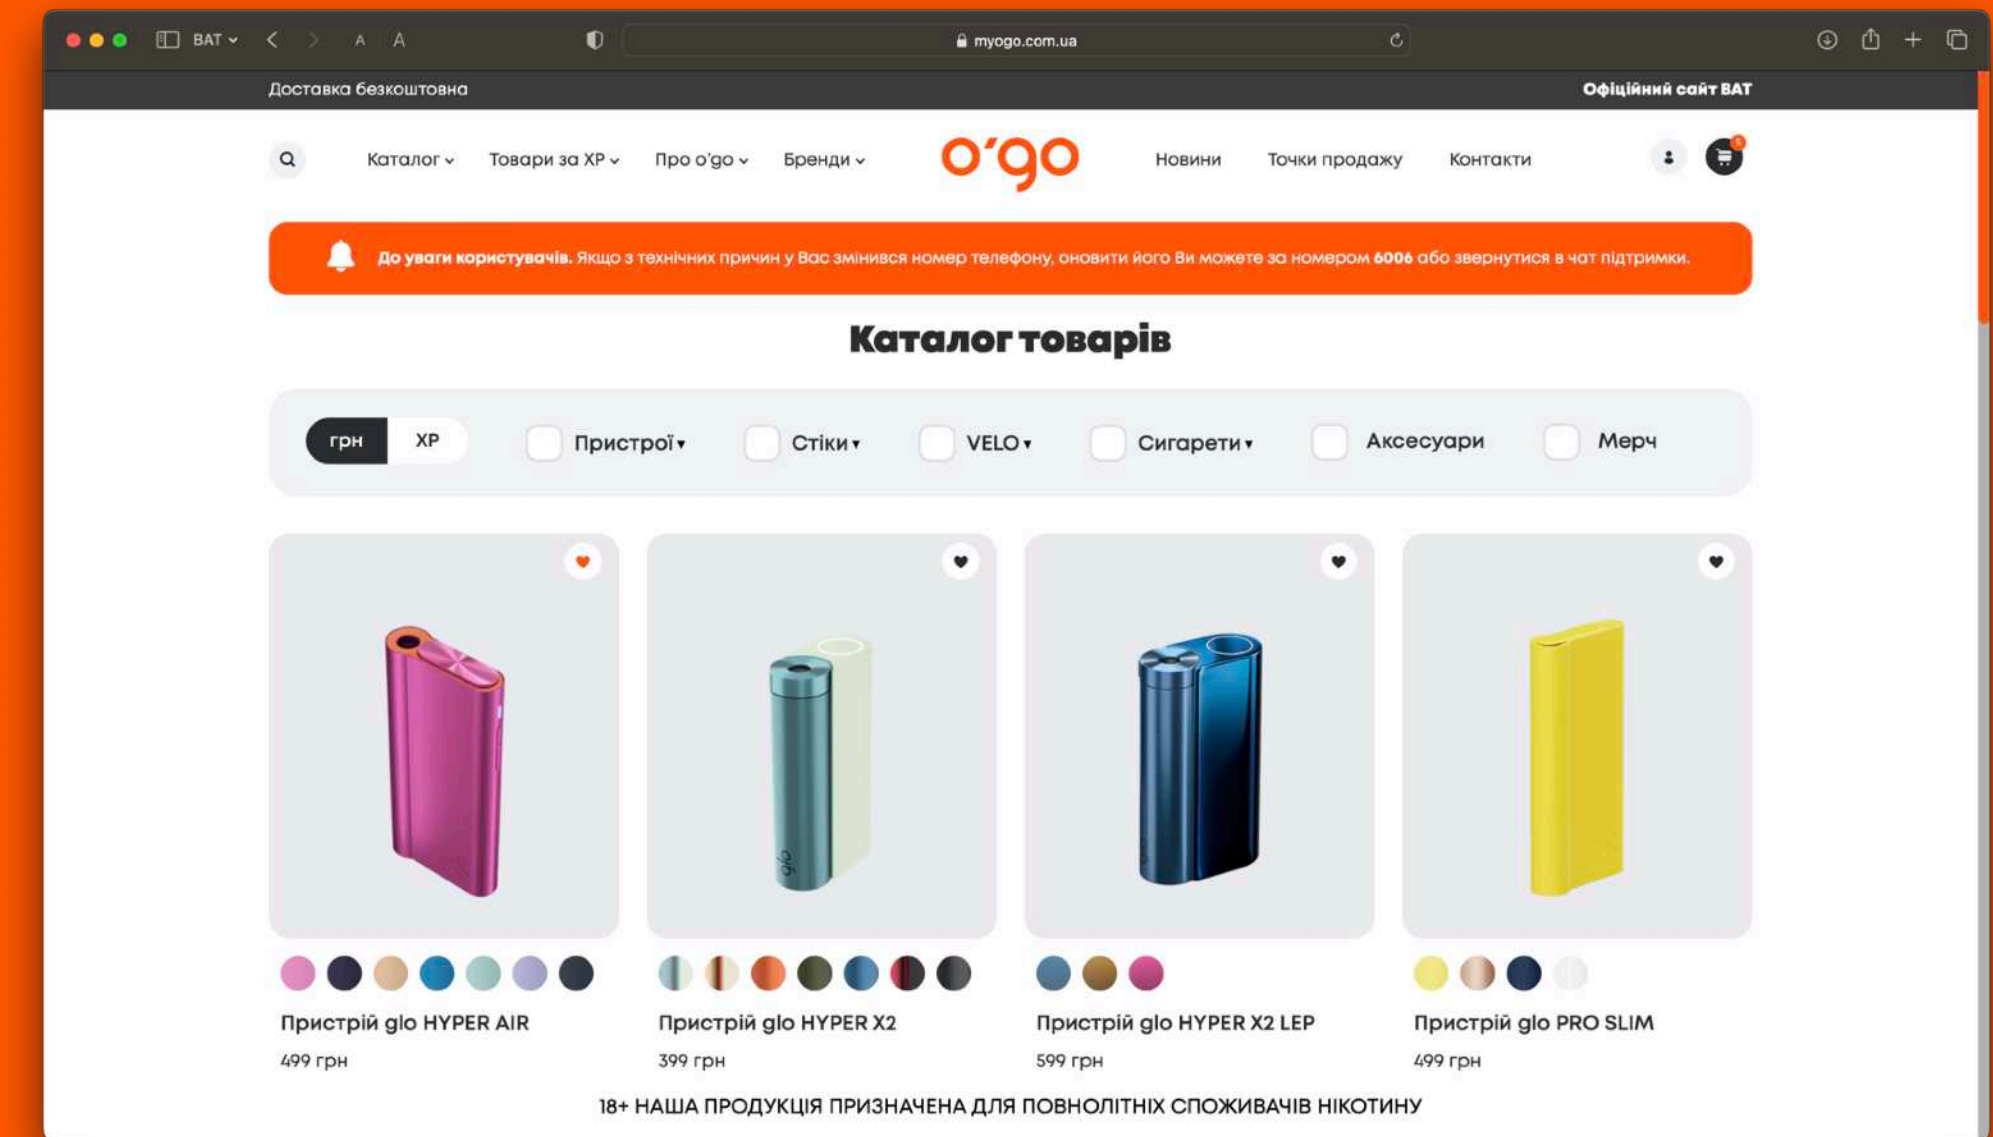 BAT
A A
myogo.com.ua
Доставка безкоштовна
Офіційний сайт BAT
Каталог Товари за XP Про o'go Бренди o'go Новини Точки продажу Контакти
До уваги користувачів. Якщо з технічних причин у Вас змінився номер телефону, оновити його Ви можете за номером 6006 або звернутися в чат підтримки.
Каталог товарів
грн XP Пристрої Стіки VELO Сигарети Аксесуари Мерч
glo
Пристрій glo HYPER AIR
499 грн
Пристрій glo HYPER X2
399 грн
Пристрій glo HYPER X2 LEP
599 грн
Пристрій glo PRO SLIM
499 грн
18+ НАША ПРОДУКЦІЯ ПРИЗНАЧЕНА ДЛЯ ПОВНОЛІТНІХ СПОЖИВАЧІВ НІКОТИНУ